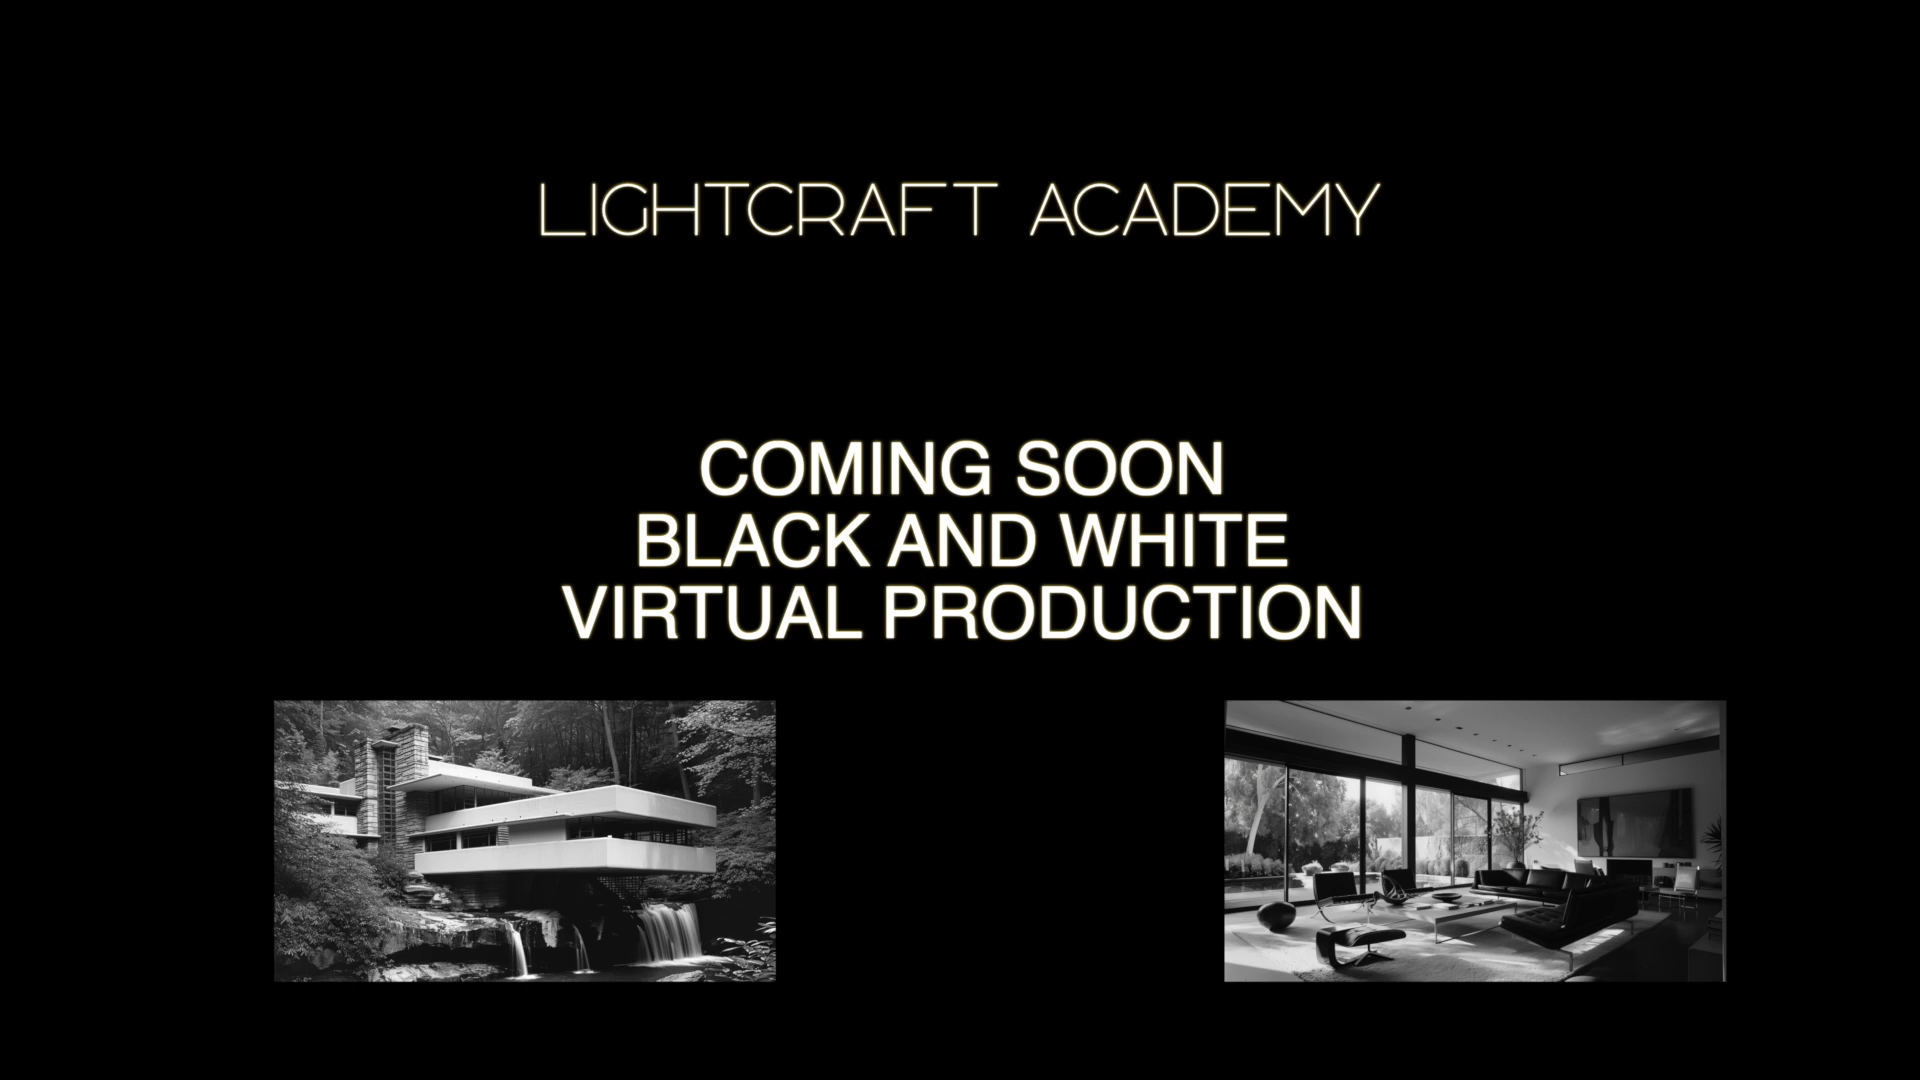 LIGHTCRAFT ACADEMY
COMING SOON
BLACK AND WHITE
VIRTUAL PRODUCTION